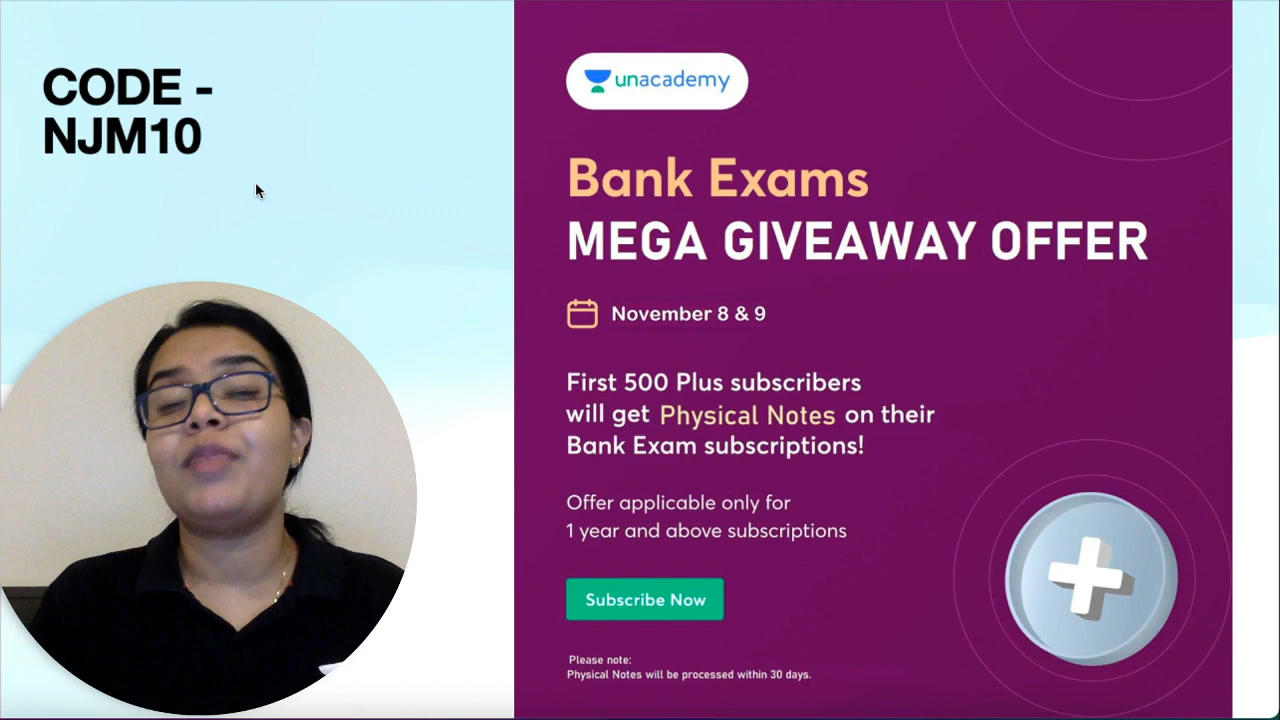 CODE -
NJM10
unacademy
Bank Exams
MEGA GIVEAWAY OFFER
November 8 & 9
First 500 Plus subscribers
will get Physical Notes on their
Bank Exam subscriptions!
Offer applicable only for
1 year and above subscriptions
Subscribe Now
Please note:
Physical Notes will be processed within 30 days.